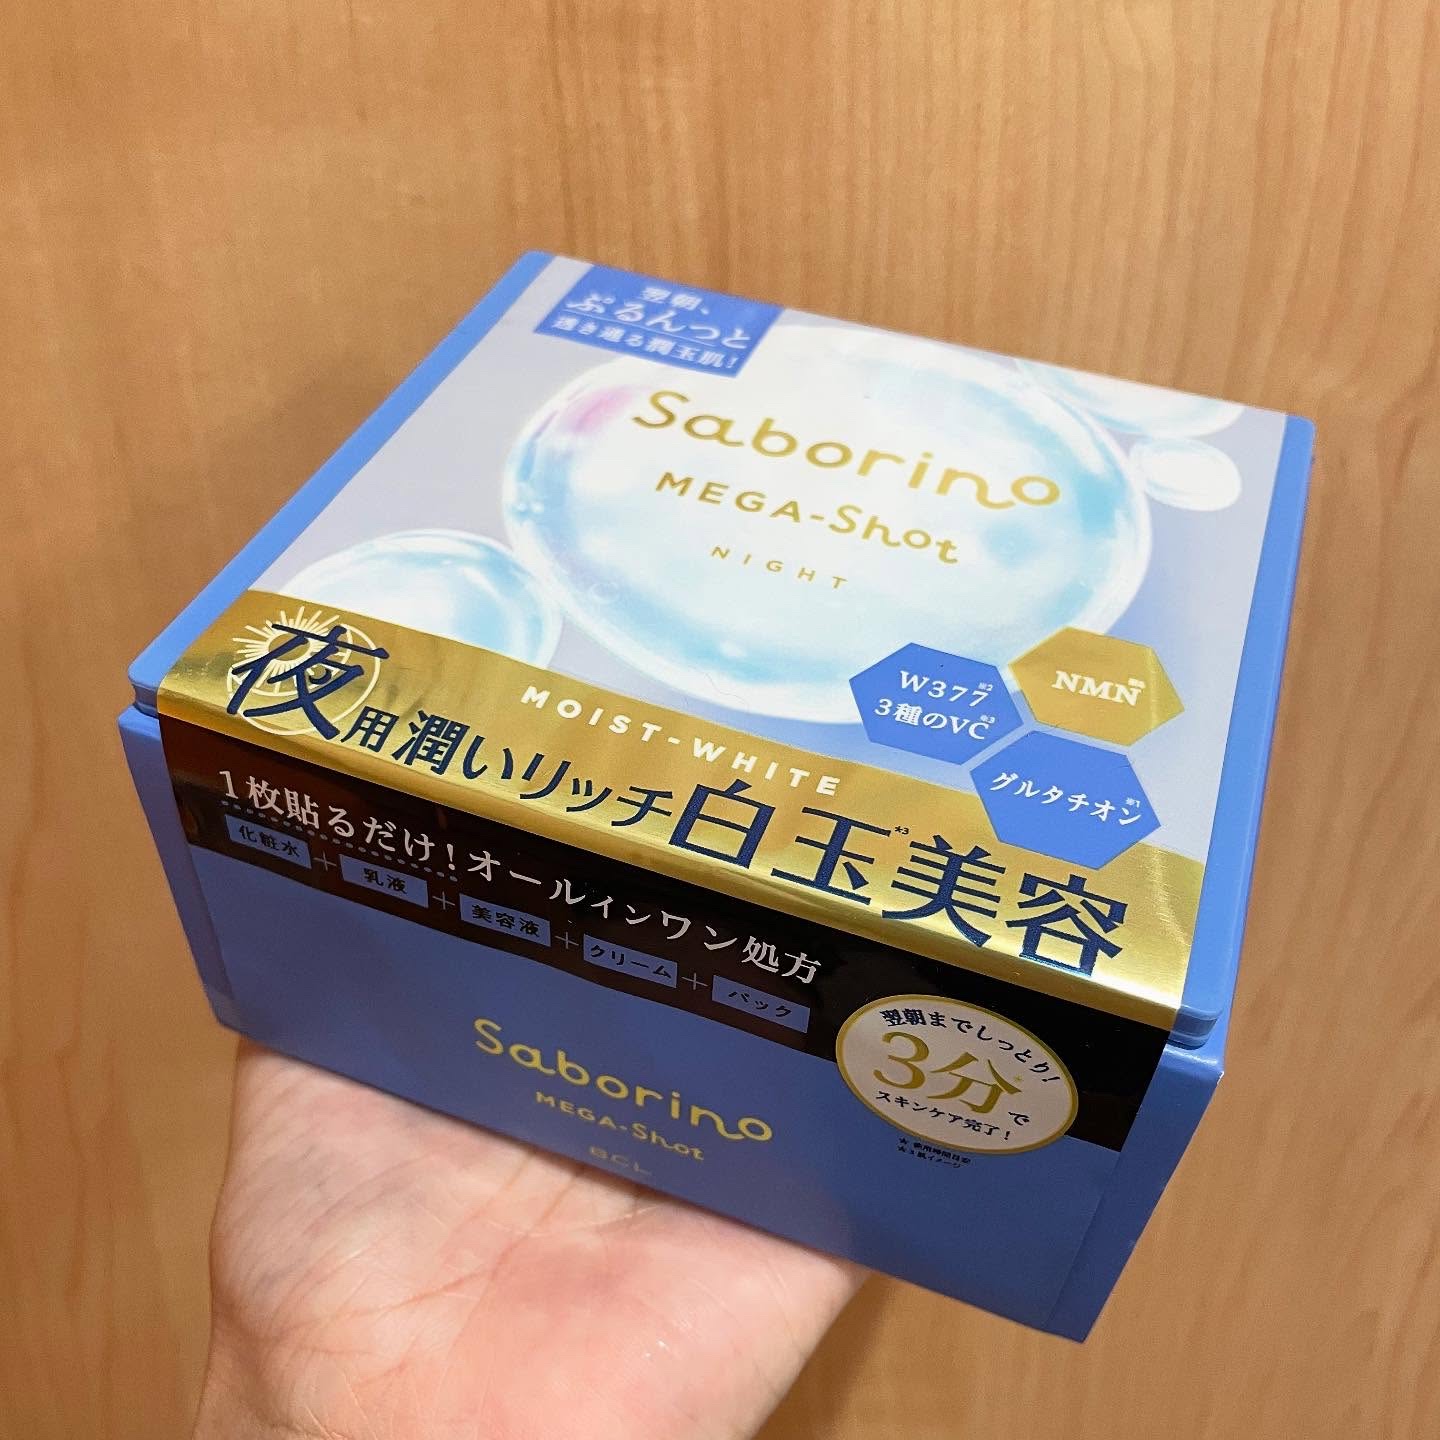 翌朝、
ぷるんっと
透き通る潤玉肌!
Saborino
MEGA-Shot
NIGHT
W377※2
3種のVC※3
NMN
グルタチオン※1
MOIST-WHITE
夜用潤いリッチ白玉美容*3
1枚貼るだけ!オールインワン処方
化粧水+乳液+美容液+クリーム+パック
翌朝までしっとり!
3分*で
スキンケア完了!
Saborino
MEGA-Shot
BCL